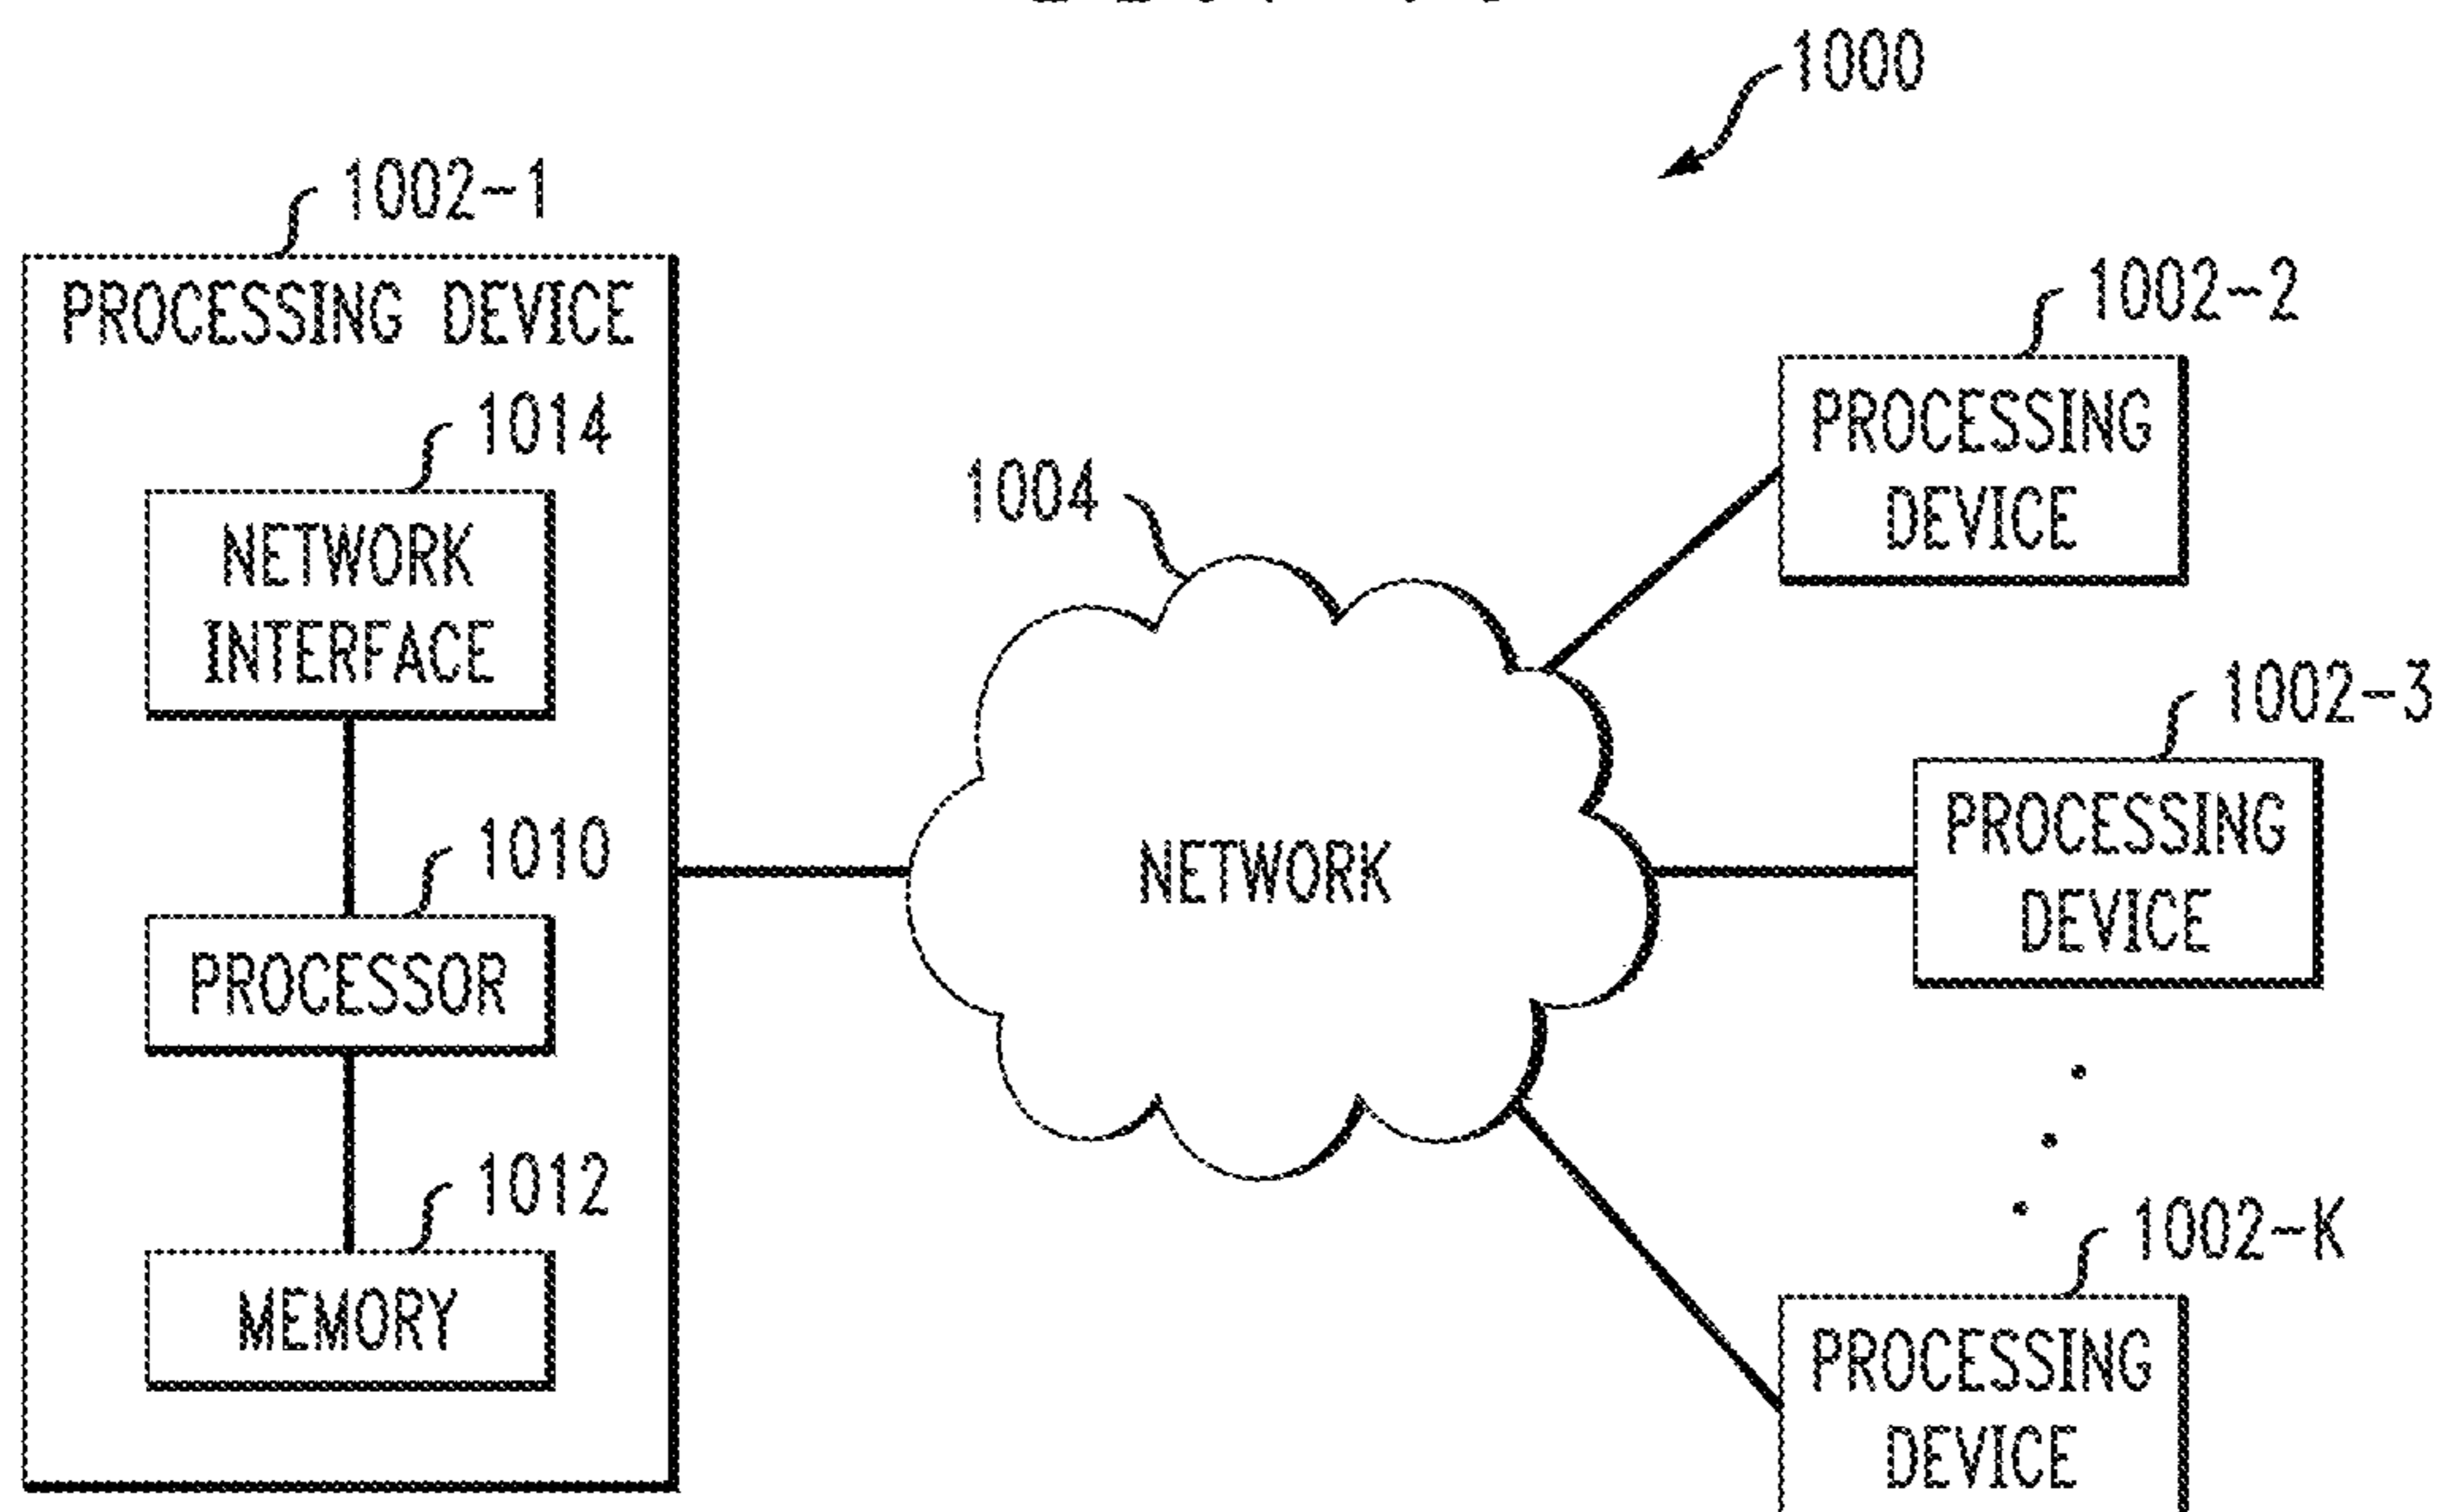 1000
1002-1
PROCESSING DEVICE
1014
NETWORK
INTERFACE
1010
PROCESSOR
1012
MEMORY
1004
NETWORK
1002-2
PROCESSING
DEVICE
1002-3
PROCESSING
DEVICE
1002-K
PROCESSING
DEVICE